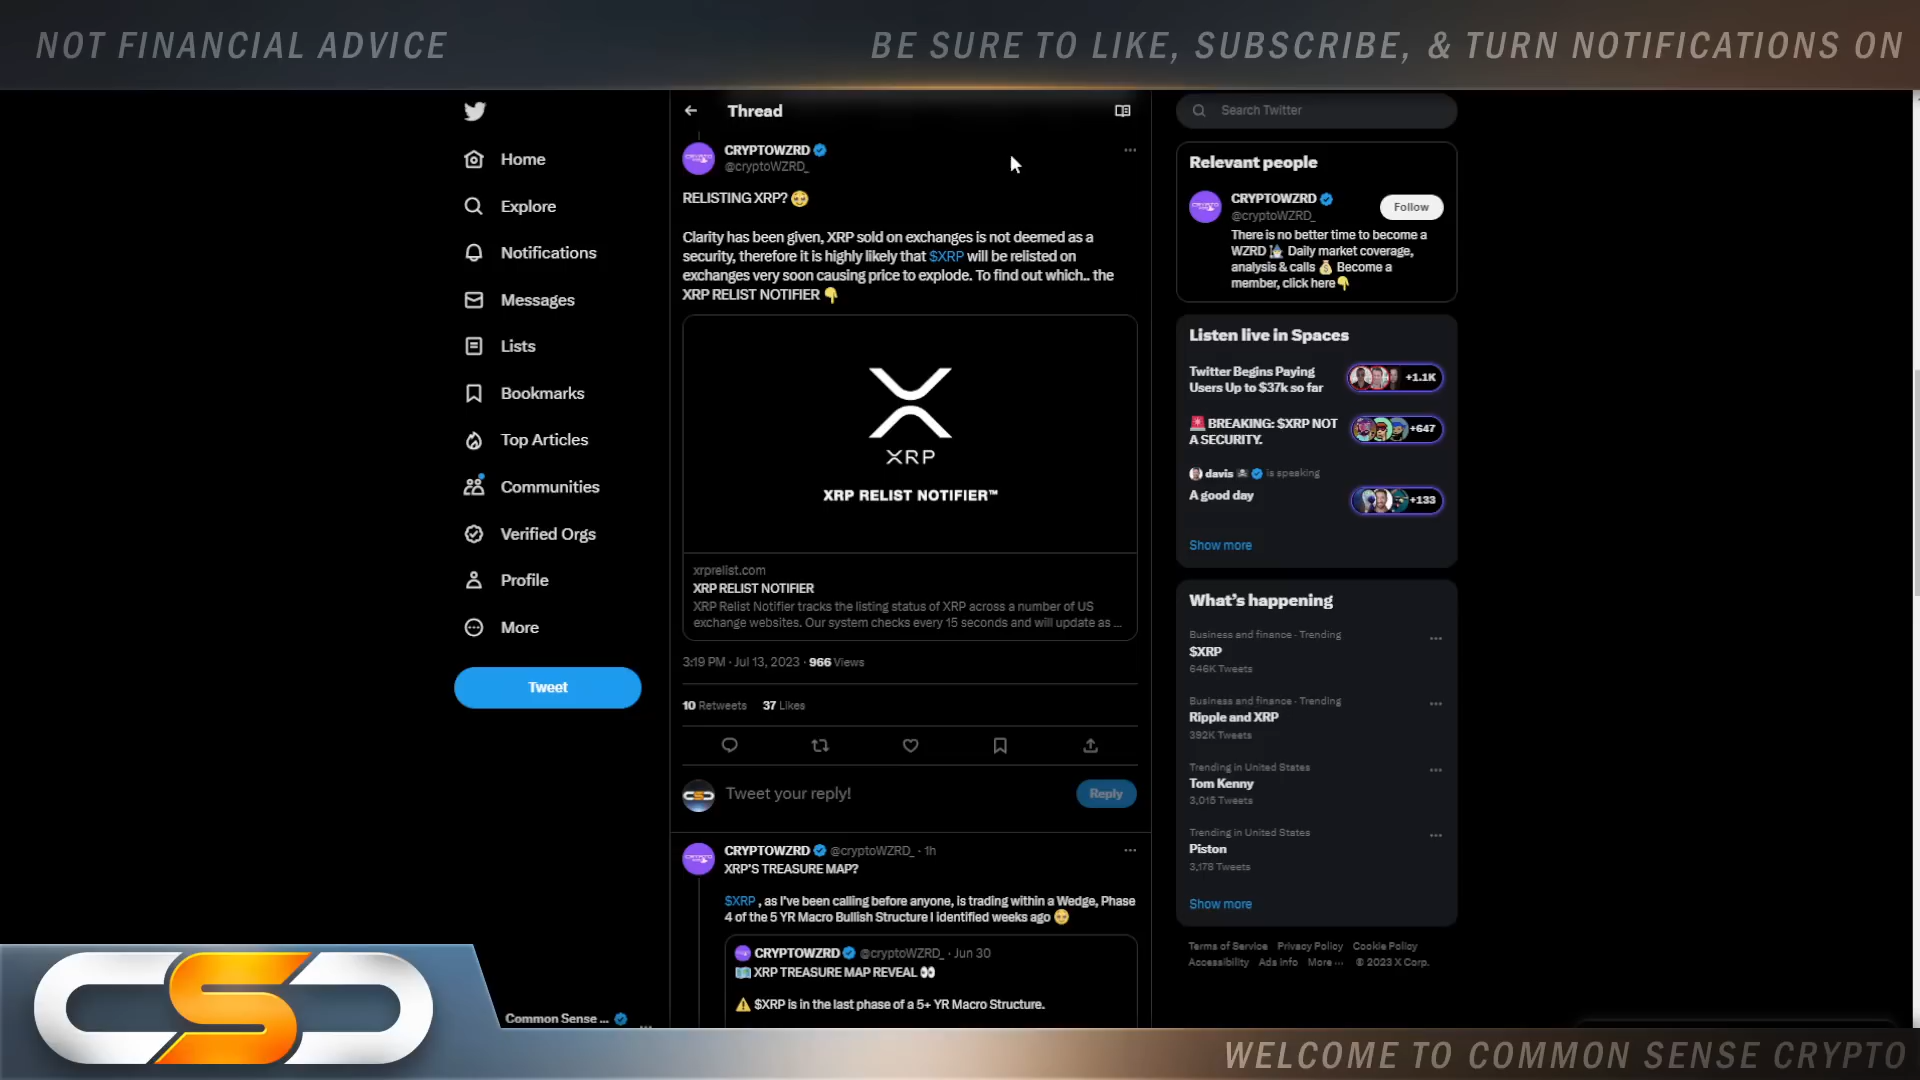 NOT FINANCIAL ADVICE
BE SURE TO LIKE, SUBSCRIBE, & TURN NOTIFICATIONS ON
Home
Explore
Notifications
Messages
Lists
Bookmarks
Top Articles
Communities
Verified Orgs
Profile
More
Tweet
Common Sense ...
Thread
CRYPTOWZRD
@cryptoWZRD_
RELISTING XRP? 🥹
Clarity has been given, XRP sold on exchanges is not deemed as a
security, therefore it is highly likely that $XRP will be relisted on
exchanges very soon causing price to explode. To find out which.. the
XRP RELIST NOTIFIER 👇
XRP
XRP RELIST NOTIFIER™
xrprelist.com
XRP RELIST NOTIFIER
XRP Relist Notifier tracks the listing status of XRP across a number of US
exchange websites. Our system checks every 15 seconds and will update as ...
3:19 PM · Jul 13, 2023 · 966 Views
10 Retweets 37 Likes
Tweet your reply!
Reply
CRYPTOWZRD @cryptoWZRD_ · 1h
XRP'S TREASURE MAP?
$XRP , as I've been calling before anyone, is trading within a Wedge, Phase
4 of the 5 YR Macro Bullish Structure I identified weeks ago
CRYPTOWZRD @cryptoWZRD_ · Jun 30
XRP TREASURE MAP REVEAL 👀
⚠️ $XRP is in the last phase of a 5+ YR Macro Structure.
Search Twitter
Relevant people
CRYPTOWZRD
@cryptoWZRD_
Follow
There is no better time to become a
WZRD 🧙 Daily market coverage,
analysis & calls 💰 Become a
member, click here👇
Listen live in Spaces
Twitter Begins Paying
Users Up to $37k so far
+1.1K
🚨 BREAKING: $XRP NOT
A SECURITY.
+647
davis ☠ is speaking
A good day
+133
Show more
What's happening
Business and finance · Trending
$XRP
646K Tweets
Business and finance · Trending
Ripple and XRP
392K Tweets
Trending in United States
Tom Kenny
3,015 Tweets
Trending in United States
Piston
3,178 Tweets
Show more
Terms of Service Privacy Policy Cookie Policy
Accessibility Ads info More ··· © 2023 X Corp.
CSC
WELCOME TO COMMON SENSE CRYPTO